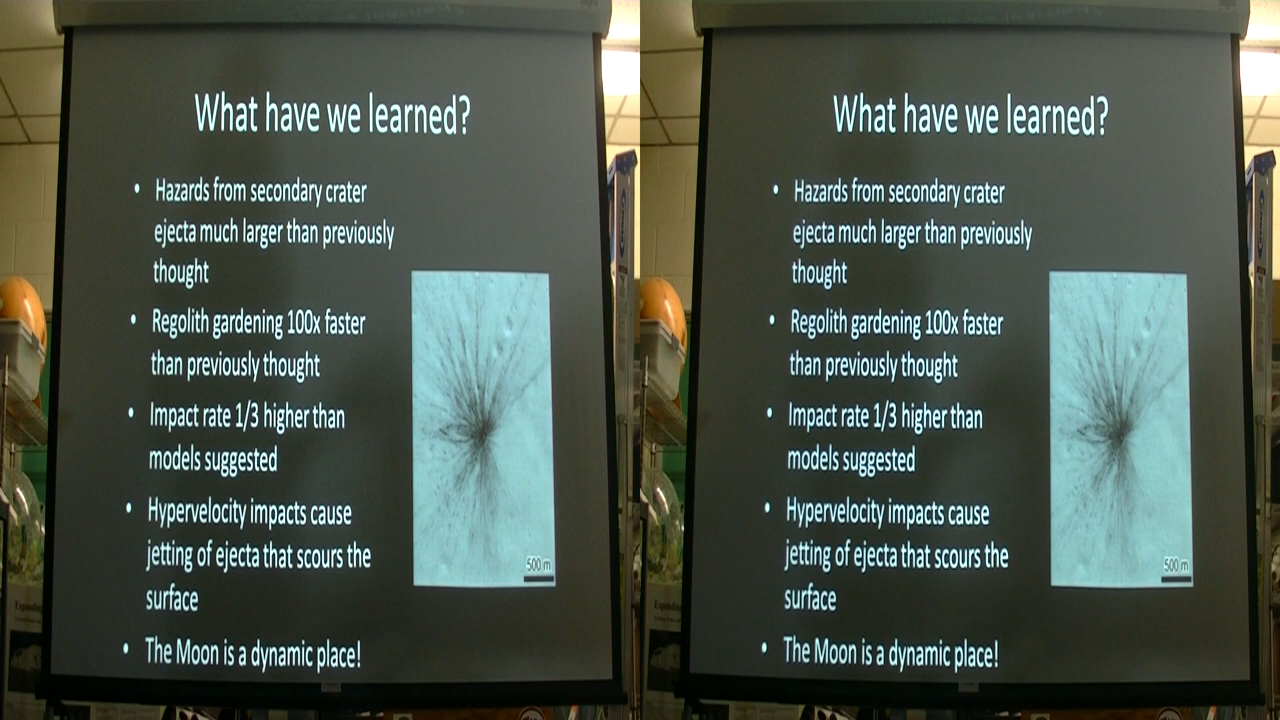 What have we learned?
• Hazards from secondary crater
ejecta much larger than previously
thought
• Regolith gardening 100x faster
than previously thought
• Impact rate 1/3 higher than
models suggested
• Hypervelocity impacts cause
jetting of ejecta that scours the
surface
• The Moon is a dynamic place!
500 m
Expanding
What have we learned?
• Hazards from secondary crater
ejecta much larger than previously
thought
• Regolith gardening 100x faster
than previously thought
• Impact rate 1/3 higher than
models suggested
• Hypervelocity impacts cause
jetting of ejecta that scours the
surface
• The Moon is a dynamic place!
500 m